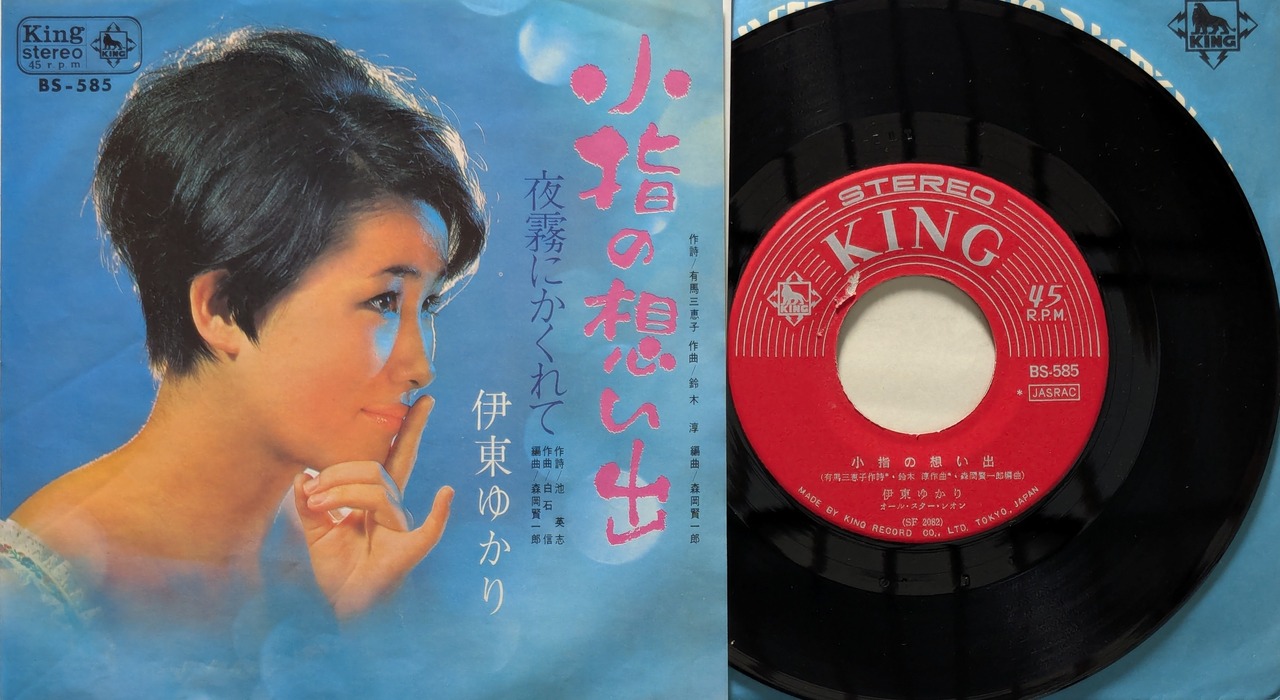 King
stereo
45 r.p.m
KING
BS-585
小指の想い出
作詩/有馬三恵子 作曲/鈴木 淳 編曲/森岡賢一郎
夜霧にかくれて
作詩/池 英志
作曲/白石 信
編曲/森岡賢一郎
伊東ゆかり
KING
STEREO
KING
KING
45
R.P.M.
BS-585
* JASRAC
小指の想い出
(有馬三恵子作詩*・鈴木 淳作曲*・森岡賢一郎編曲)
伊東ゆかり
オール・スター・レオン
(SF 2082)
MADE BY KING RECORD CO., LTD. TOKYO, JAPAN